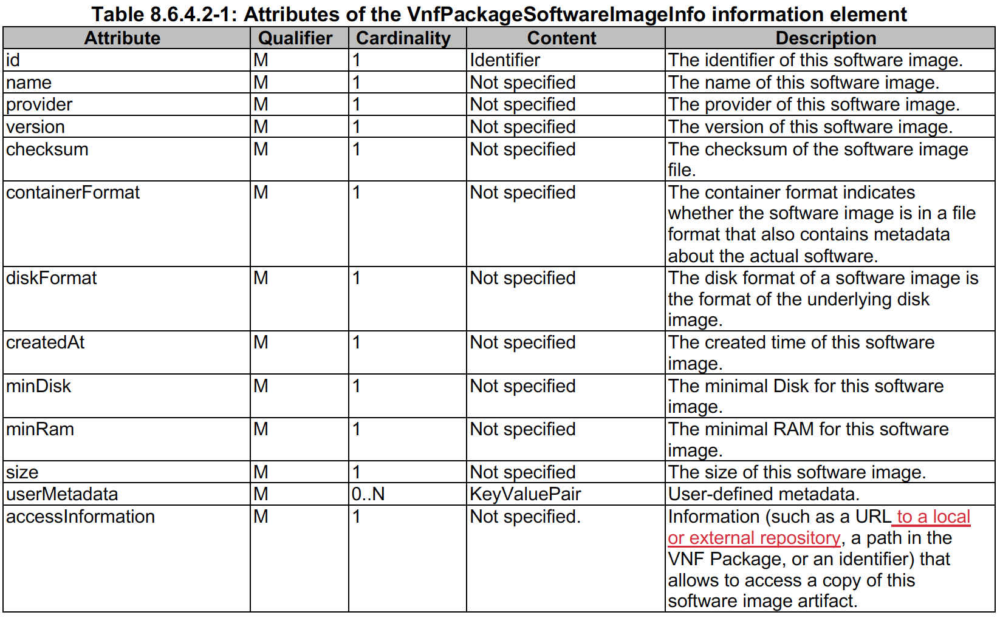 Table 8.6.4.2-1: Attributes of the VnfPackageSoftwareImageInfo information element
Attribute Qualifier Cardinality Content Description
id M 1 Identifier The identifier of this software image.
name M 1 Not specified The name of this software image.
provider M 1 Not specified The provider of this software image.
version M 1 Not specified The version of this software image.
checksum M 1 Not specified The checksum of the software image
file.
containerFormat M 1 Not specified The container format indicates
whether the software image is in a file
format that also contains metadata
about the actual software.
diskFormat M 1 Not specified The disk format of a software image is
the format of the underlying disk
image.
createdAt M 1 Not specified The created time of this software
image.
minDisk M 1 Not specified The minimal Disk for this software
image.
minRam M 1 Not specified The minimal RAM for this software
image.
size M 1 Not specified The size of this software image.
userMetadata M 0..N KeyValuePair User-defined metadata.
accessInformation M 1 Not specified. Information (such as a URL to a local
or external repository, a path in the
VNF Package, or an identifier) that
allows to access a copy of this
software image artifact.